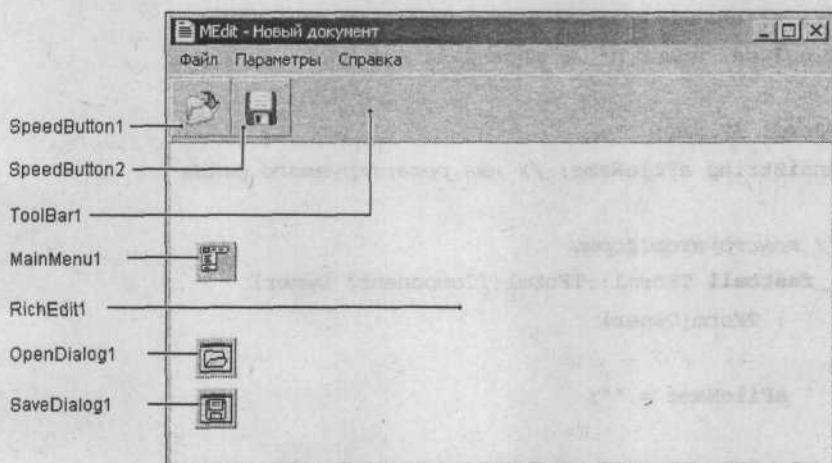 MEdit - Новый документ
Файл Параметры Справка
SpeedButton1
SpeedButton2
ToolBar1
MainMenu1
RichEdit1
OpenDialog1
SaveDialog1